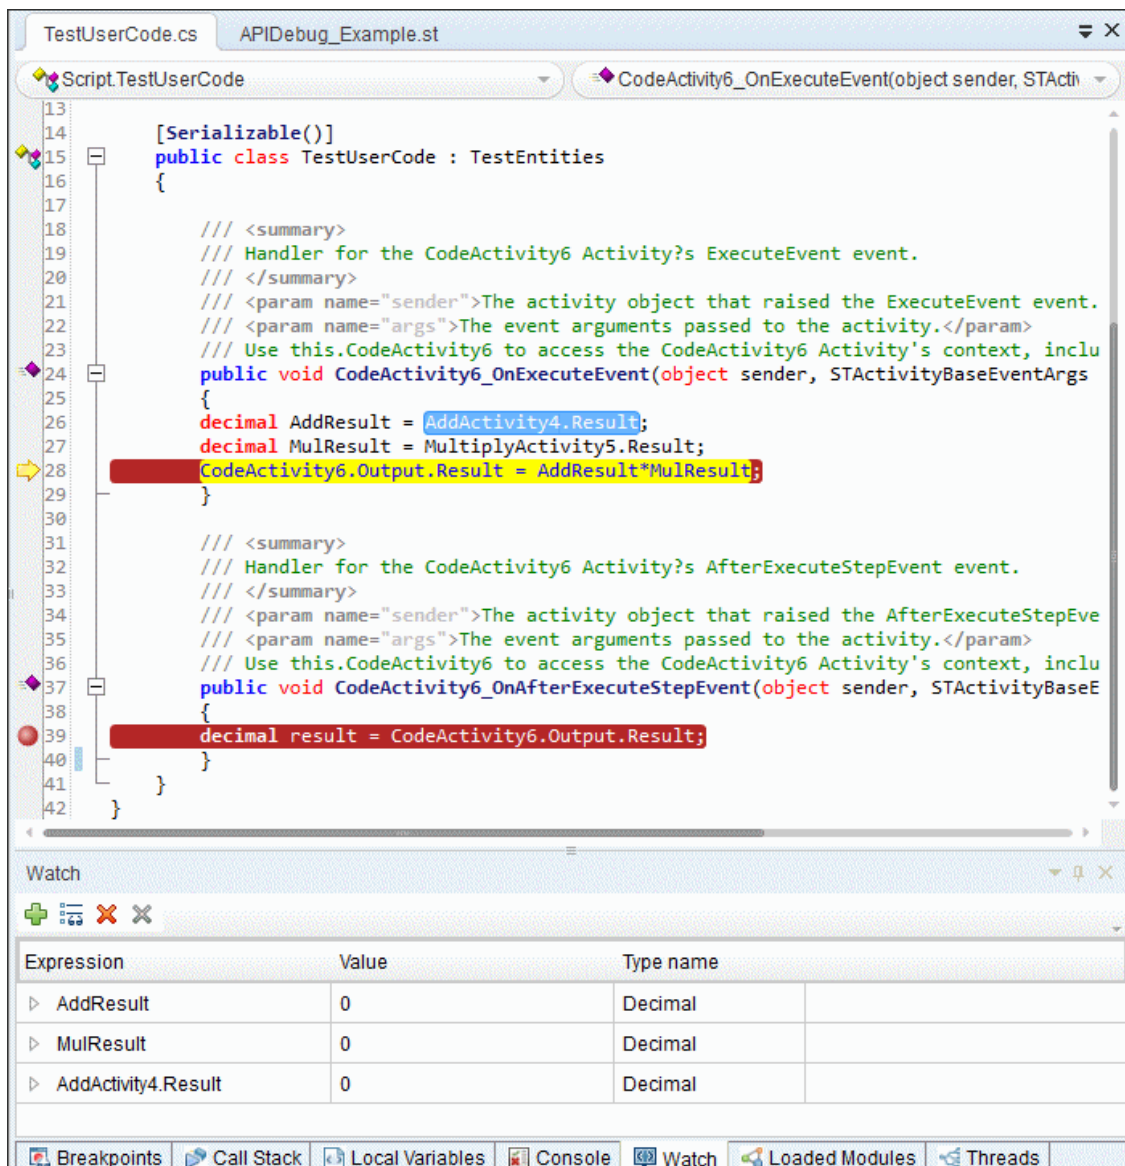 TestUserCode.cs APIDebug_Example.st
Script.TestUserCode CodeActivity6_OnExecuteEvent(object sender, STActiv
13
14 [Serializable()]
15 public class TestUserCode : TestEntities
16 {
17
18 /// <summary>
19 /// Handler for the CodeActivity6 Activity?s ExecuteEvent event.
20 /// </summary>
21 /// <param name="sender">The activity object that raised the ExecuteEvent event.
22 /// <param name="args">The event arguments passed to the activity.</param>
23 /// Use this.CodeActivity6 to access the CodeActivity6 Activity's context, inclu
24 public void CodeActivity6_OnExecuteEvent(object sender, STActivityBaseEventArgs
25 {
26 decimal AddResult = AddActivity4.Result;
27 decimal MulResult = MultiplyActivity5.Result;
28 CodeActivity6.Output.Result = AddResult*MulResult;
29 }
30
31 /// <summary>
32 /// Handler for the CodeActivity6 Activity?s AfterExecuteStepEvent event.
33 /// </summary>
34 /// <param name="sender">The activity object that raised the AfterExecuteStepEve
35 /// <param name="args">The event arguments passed to the activity.</param>
36 /// Use this.CodeActivity6 to access the CodeActivity6 Activity's context, inclu
37 public void CodeActivity6_OnAfterExecuteStepEvent(object sender, STActivityBaseE
38 {
39 decimal result = CodeActivity6.Output.Result;
40 }
41 }
42 }
Watch
Expression Value Type name
AddResult 0 Decimal
MulResult 0 Decimal
AddActivity4.Result 0 Decimal
Breakpoints Call Stack Local Variables Console Watch Loaded Modules Threads